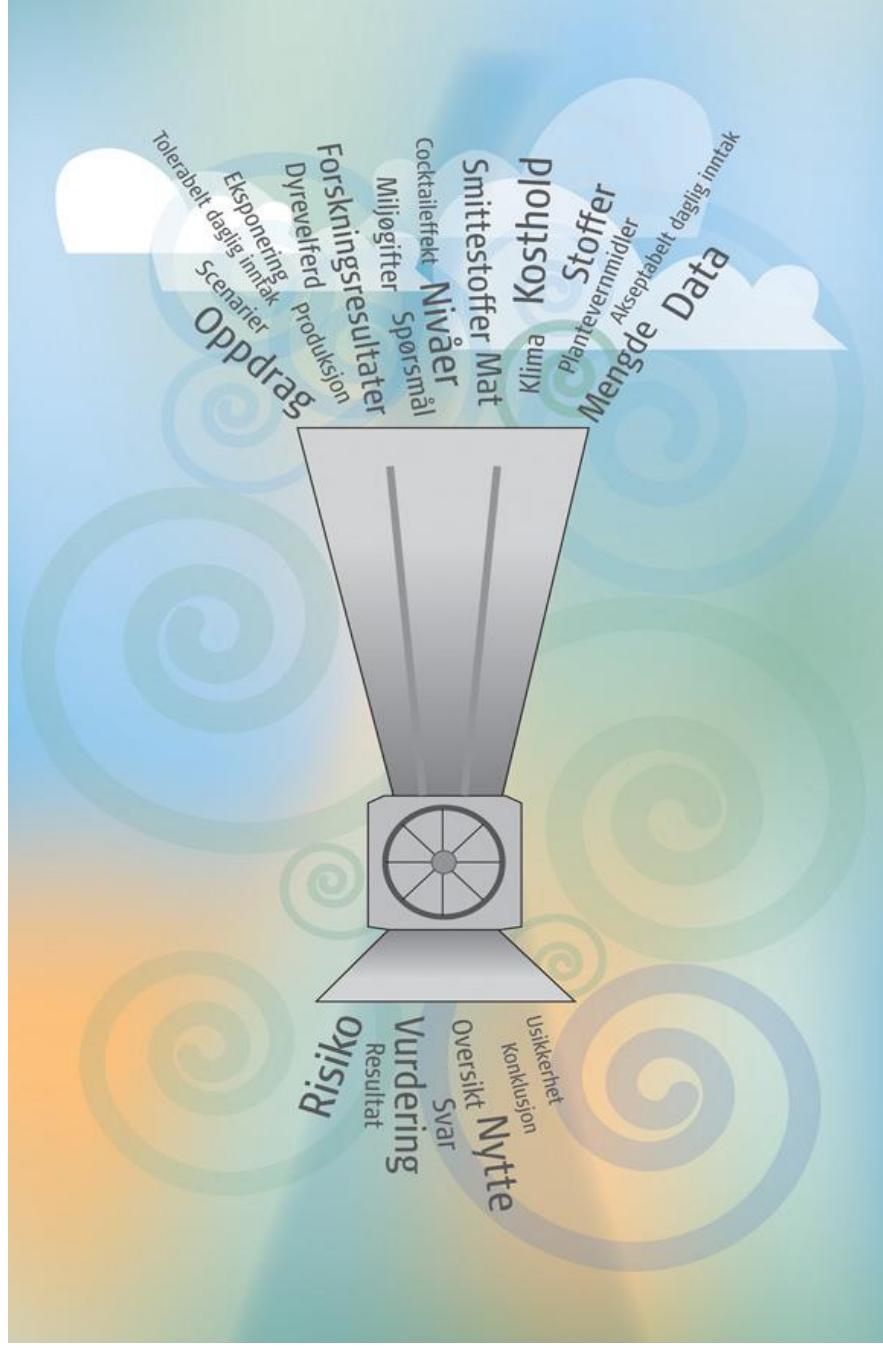 Tolerabelt daglig inntak
Eksponering
Scenarier
Oppdrag
Dyrevelferd
Produksjon
Forskningsresultater
Miljøgifter
Spørsmål
Cocktaileffekt
Nivåer
Smittestoffer
Mat
Kosthold
Klima
Stoffer
Plantevernmidler
Akseptabelt daglig inntak
Mengde
Data
Risiko
Resultat
Vurdering
Oversikt
Svar
Nytte
Konklusjon
Usikkerhet